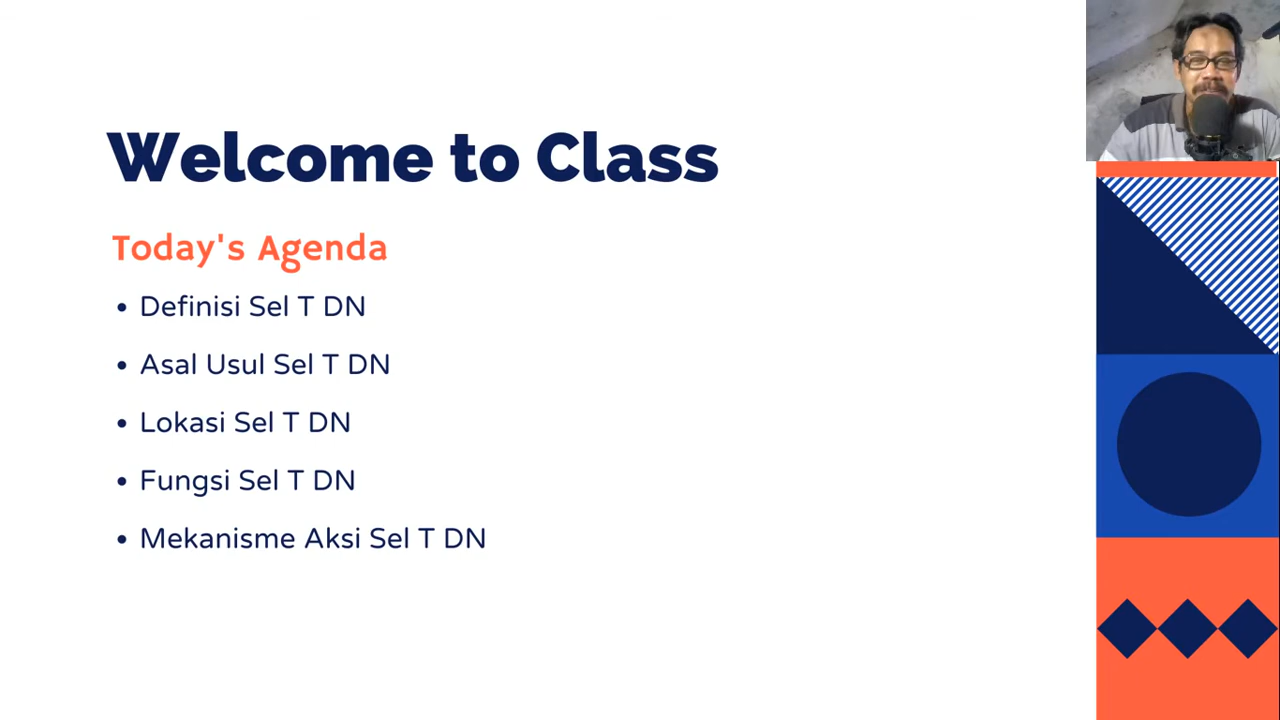 Welcome to Class
Today's Agenda
• Definisi Sel T DN
• Asal Usul Sel T DN
• Lokasi Sel T DN
• Fungsi Sel T DN
• Mekanisme Aksi Sel T DN